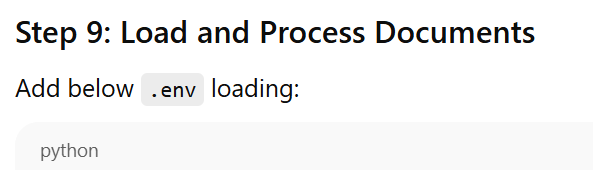 Step 9: Load and Process Documents
Add below .env loading:
python